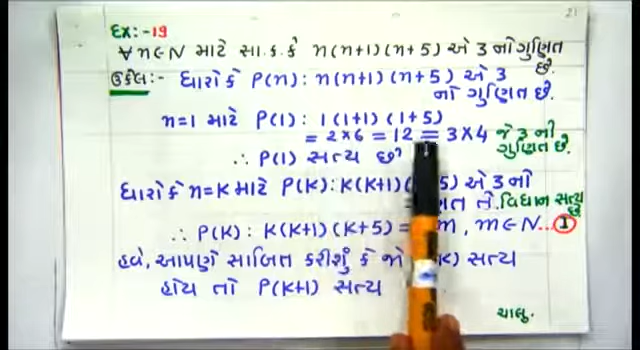 21
Ex:-19
∀ n∈N માટે સા.ક.કે n(n+1)(n+5) એ 3 નો ગુણિત છે.
ઉકેલ:- ધારો કે P(n): n(n+1)(n+5) એ 3
નો ગુણિત છે.
n=1 માટે P(1): 1(1+1)(1+5)
= 2×6 = 12 = 3×4 જે 3 ની ગુણિત છે.
∴ P(1) સત્ય છે
ધારો કે n=K માટે P(K): K(K+1)( 5) એ 3 નો
તો. વિધાન સત્ય છે
∴ P(K): K(K+1)(K+5) = m, m∈N...①
હવે, આપણે સાબિત કરીશું કે જો K) સત્ય
હોય તો P(K+1) સત્ય
ચાલુ.